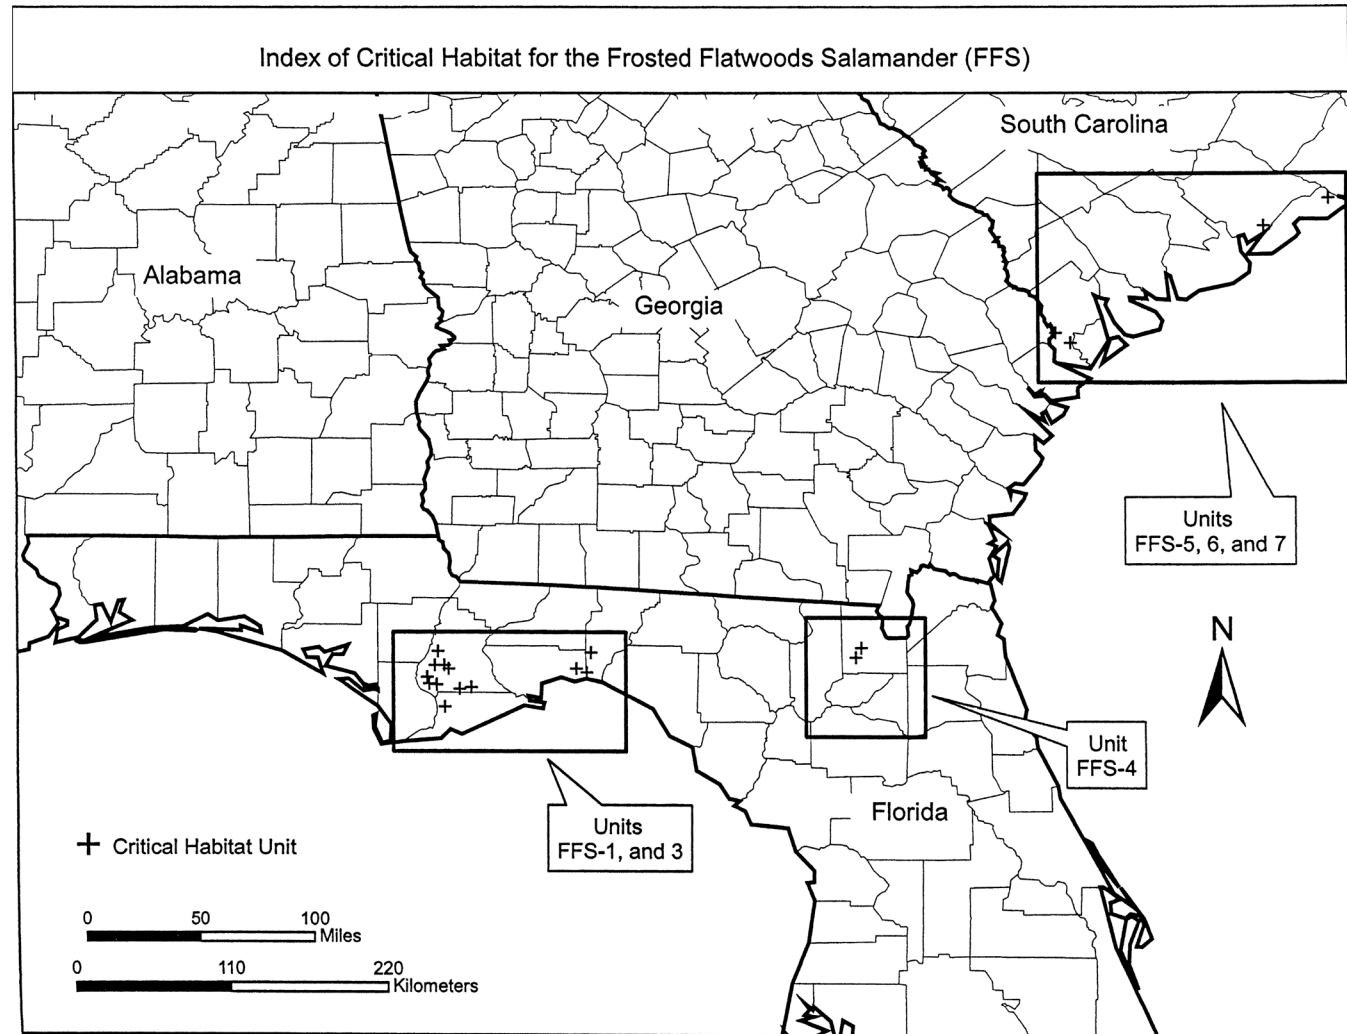 Index of Critical Habitat for the Frosted Flatwoods Salamander (FFS)
South Carolina
Alabama
Georgia
Units
FFS-5, 6, and 7
N
Unit
FFS-4
Florida
Units
FFS-1, and 3
Critical Habitat Unit
0 50 100
Miles
0 110 220
Kilometers